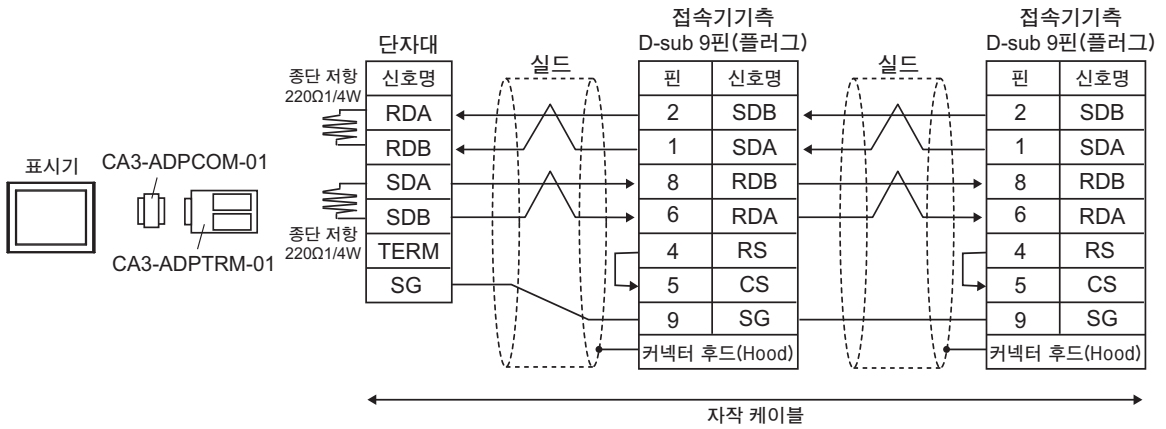 표시기
CA3-ADPCOM-01
CA3-ADPTRM-01
종단 저항
220Ω1/4W
종단 저항
220Ω1/4W
단자대
신호명
RDA
RDB
SDA
SDB
TERM
SG
실드
접속기기측
D-sub 9핀(플러그)
핀 신호명
2 SDB
1 SDA
8 RDB
6 RDA
4 RS
5 CS
9 SG
커넥터 후드(Hood)
실드
접속기기측
D-sub 9핀(플러그)
핀 신호명
2 SDB
1 SDA
8 RDB
6 RDA
4 RS
5 CS
9 SG
커넥터 후드(Hood)
자작 케이블